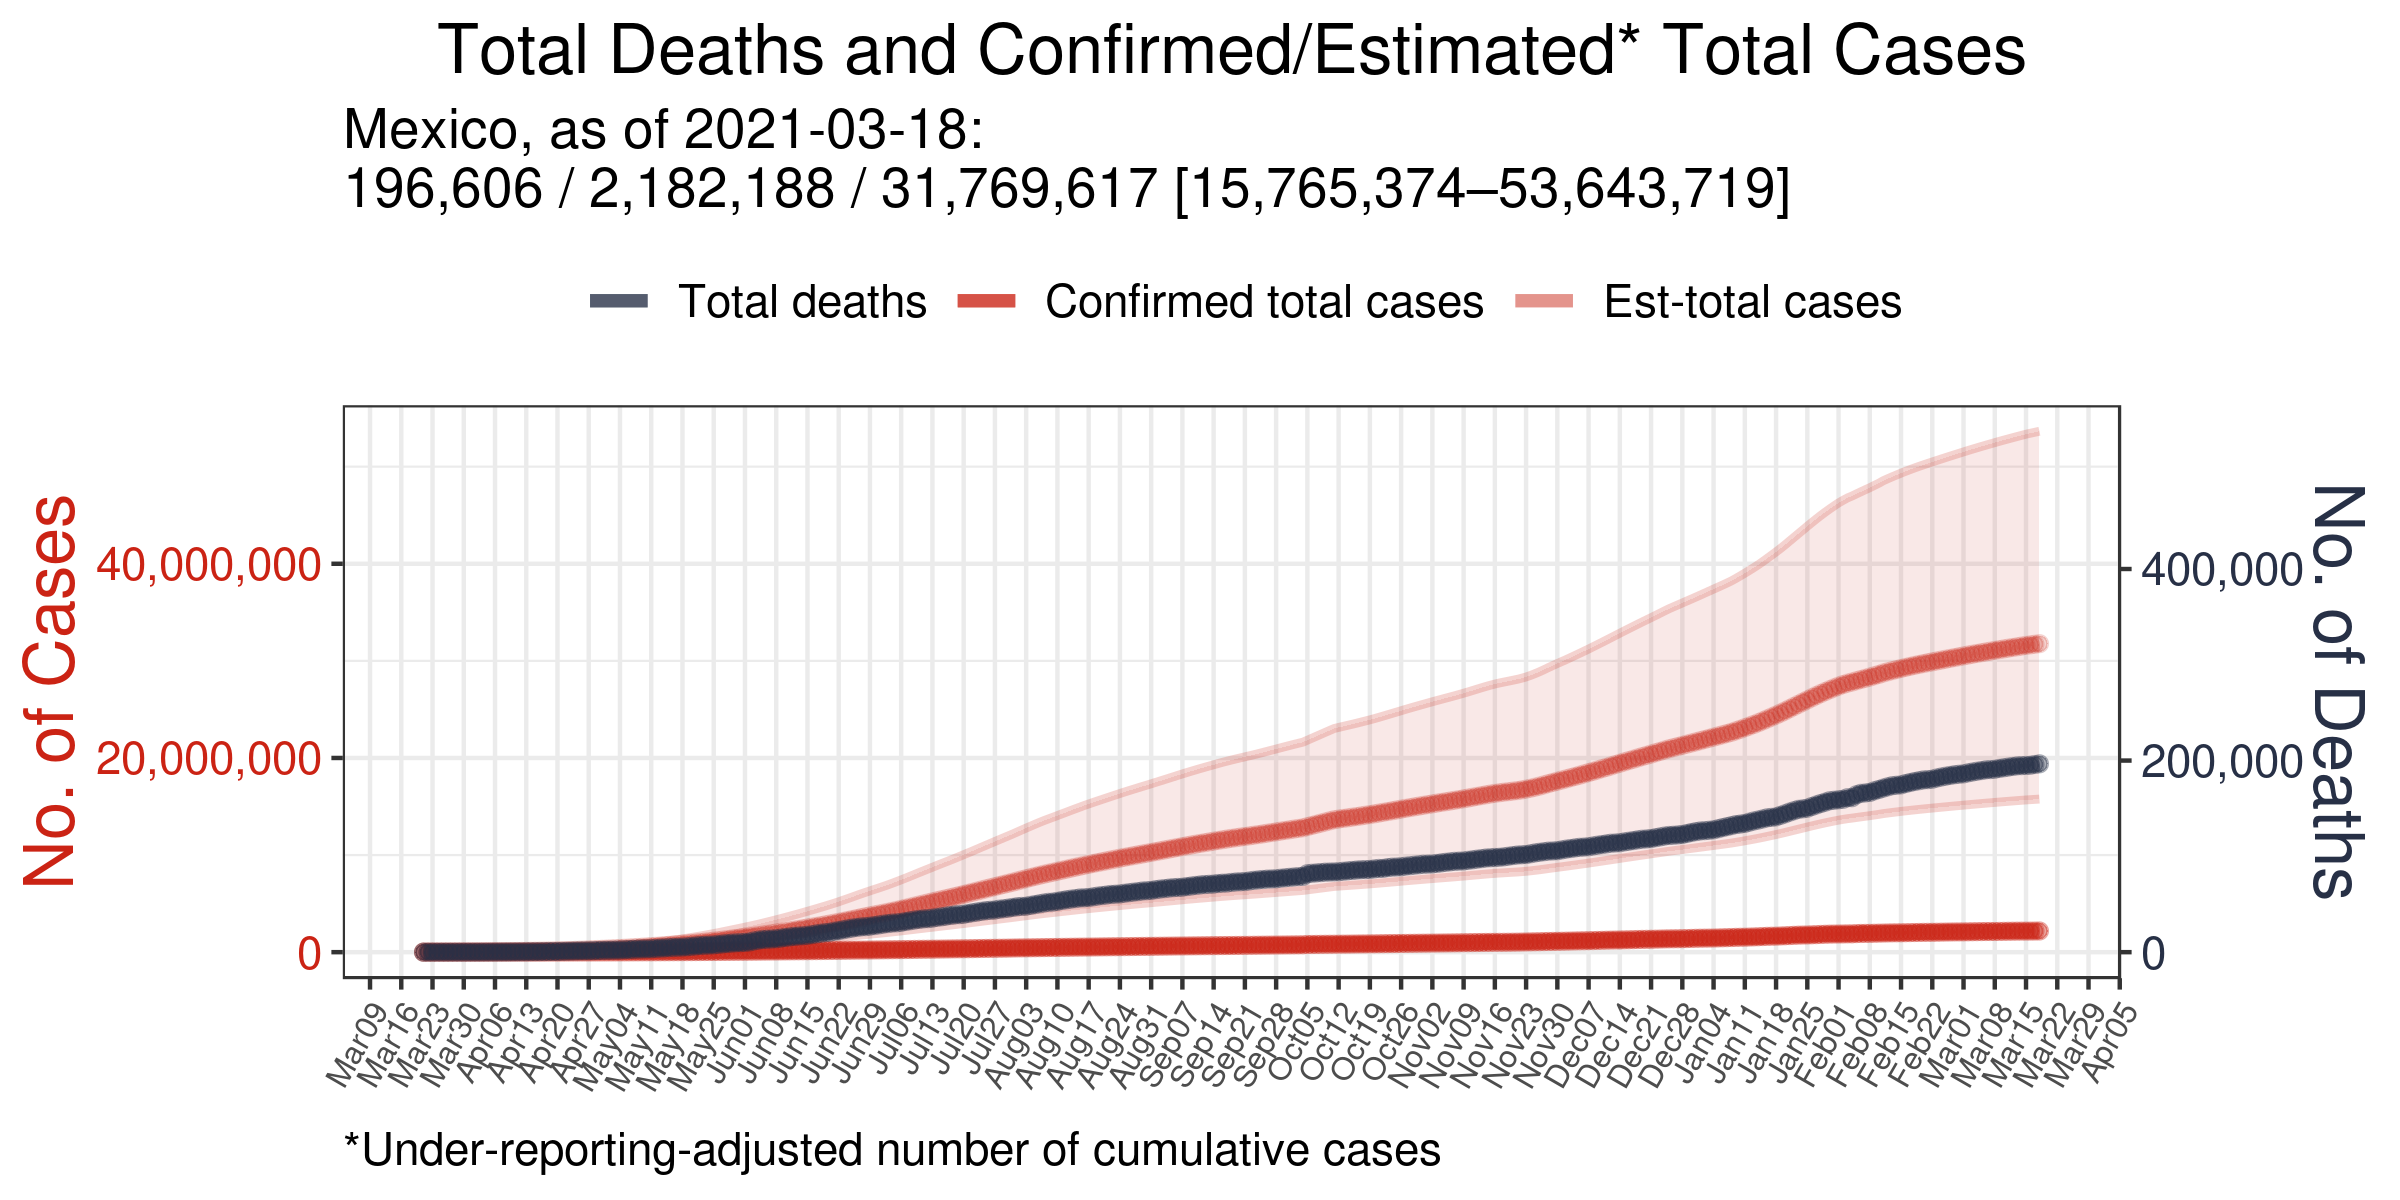 Total Deaths and Confirmed/Estimated* Total Cases
Mexico, as of 2021-03-18:
196,606 / 2,182,188 / 31,769,617 [15,765,374–53,643,719]
Total deaths
Confirmed total cases
Est-total cases
No. of Cases
40,000,000
20,000,000
0
400,000
200,000
0
No. of Deaths
Mar09
Mar16
Mar23
Mar30
Apr06
Apr13
Apr20
Apr27
May04
May11
May18
May25
Jun01
Jun08
Jun15
Jun22
Jun29
Jul06
Jul13
Jul20
Jul27
Aug03
Aug10
Aug17
Aug24
Aug31
Sep07
Sep14
Sep21
Sep28
Oct05
Oct12
Oct19
Oct26
Nov02
Nov09
Nov16
Nov23
Nov30
Dec07
Dec14
Dec21
Dec28
Jan04
Jan11
Jan18
Jan25
Feb01
Feb08
Feb15
Feb22
Mar01
Mar08
Mar15
Mar22
Mar29
Apr05
*Under-reporting-adjusted number of cumulative cases